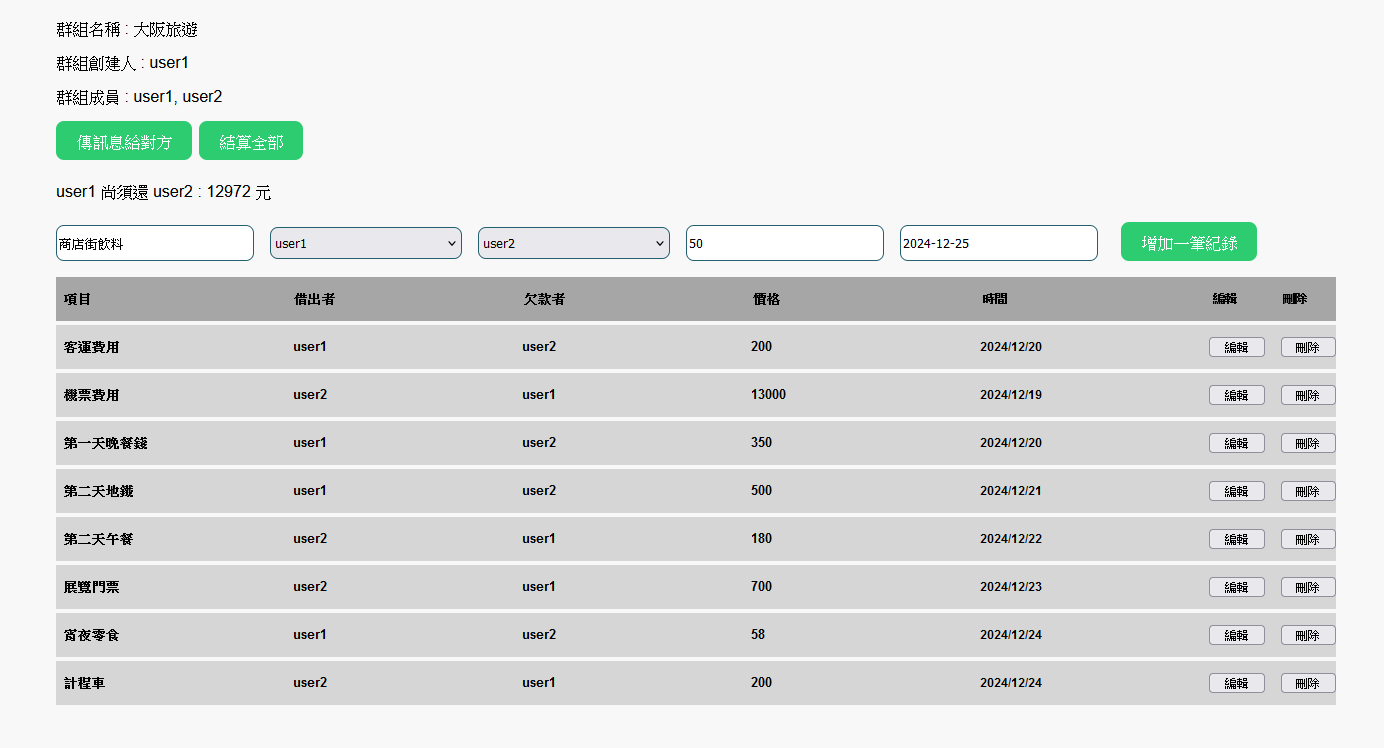 群組名稱 : 大阪旅遊
群組創建人 : user1
群組成員 : user1, user2
傳訊息給對方 結算全部
user1 尚須還 user2 : 12972 元
商店街飲料 user1 user2 50 2024-12-25 增加一筆紀錄
項目 借出者 欠款者 價格 時間 編輯 刪除
客運費用 user1 user2 200 2024/12/20 編輯 刪除
機票費用 user2 user1 13000 2024/12/19 編輯 刪除
第一天晚餐錢 user1 user2 350 2024/12/20 編輯 刪除
第二天地鐵 user1 user2 500 2024/12/21 編輯 刪除
第二天午餐 user2 user1 180 2024/12/22 編輯 刪除
展覽門票 user2 user1 700 2024/12/23 編輯 刪除
宵夜零食 user1 user2 58 2024/12/24 編輯 刪除
計程車 user2 user1 200 2024/12/24 編輯 刪除